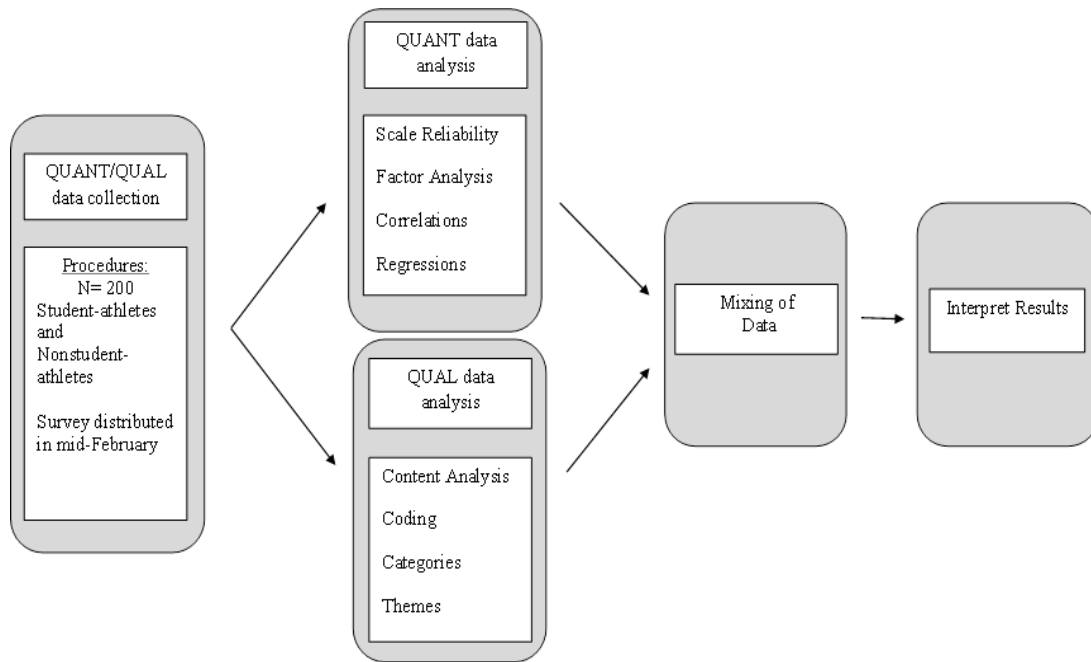 QUANT/QUAL
data collection
Procedures:
N= 200
Student-athletes
and
Nonstudent-
athletes
Survey distributed
in mid-February
QUANT data
analysis
Scale Reliability
Factor Analysis
Correlations
Regressions
QUAL data
analysis
Content Analysis
Coding
Categories
Themes
Mixing of
Data
Interpret Results